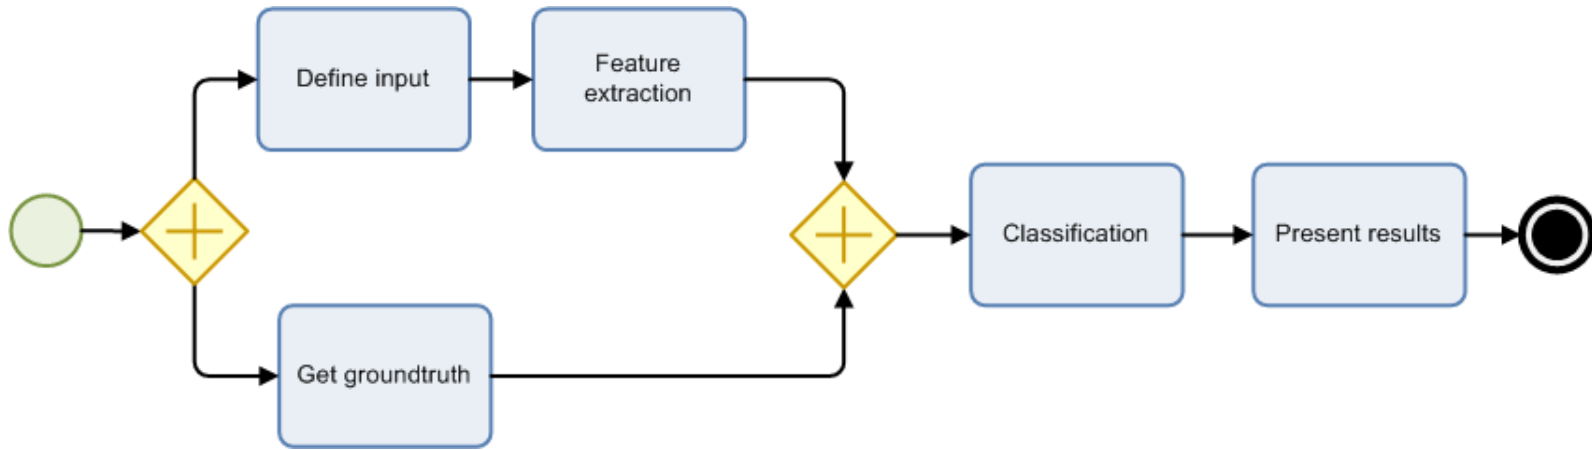 Define input
Feature
extraction
Get groundtruth
Classification
Present results